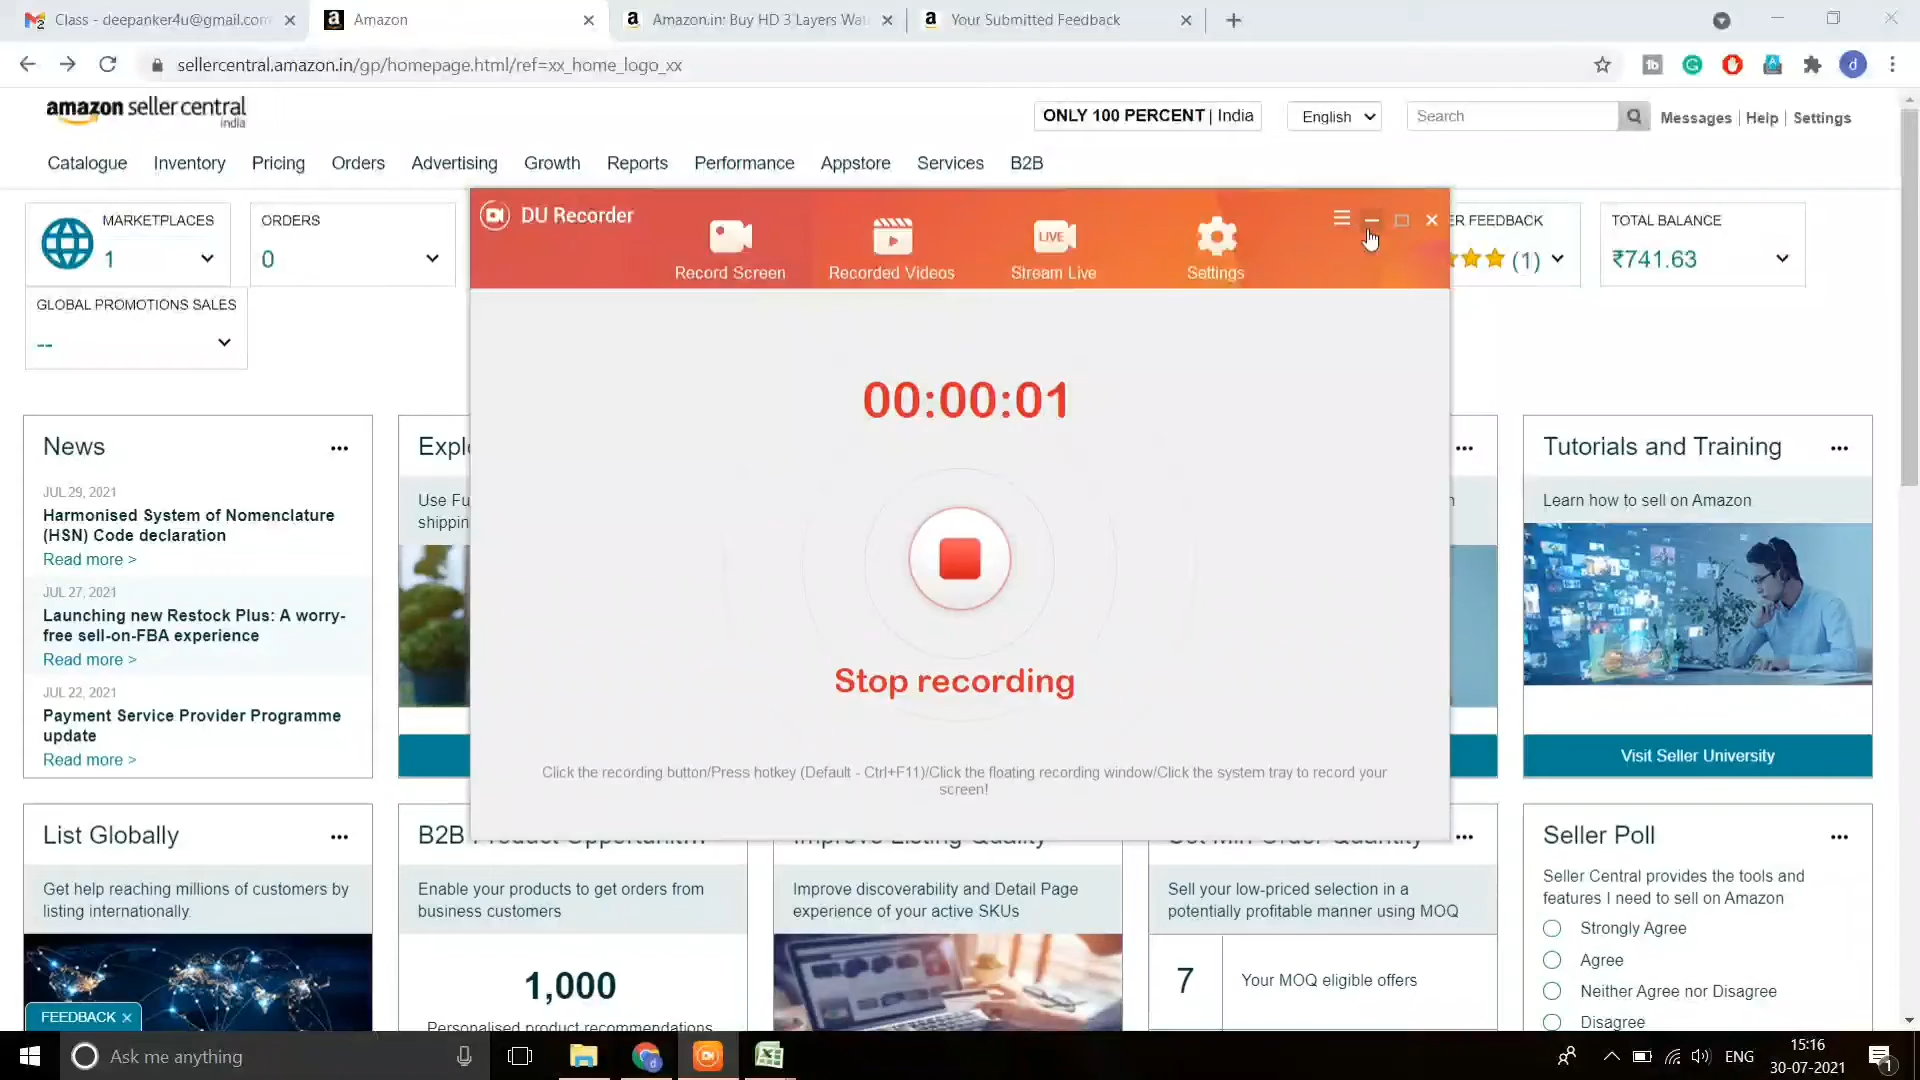 Class - deepanker4u@gmail.com
Amazon
Amazon.in: Buy HD 3 Layers Wat
Your Submitted Feedback
sellercentral.amazon.in/gp/homepage.html/ref=xx_home_logo_xx
amazon seller central
india
ONLY 100 PERCENT | India
English
Search
Messages | Help | Settings
Catalogue Inventory Pricing Orders Advertising Growth Reports Performance Appstore Services B2B
MARKETPLACES
1
ORDERS
0
ER FEEDBACK
(1)
TOTAL BALANCE
₹741.63
GLOBAL PROMOTIONS SALES
--
DU Recorder
Record Screen
Recorded Videos
LIVE
Stream Live
Settings
00:00:01
Stop recording
Click the recording button/Press hotkey (Default - Ctrl+F11)/Click the floating recording window/Click the system tray to record your
screen!
News
JUL 29, 2021
Harmonised System of Nomenclature
(HSN) Code declaration
Read more >
JUL 27, 2021
Launching new Restock Plus: A worry-
free sell-on-FBA experience
Read more >
JUL 22, 2021
Payment Service Provider Programme
update
Read more >
Explo
Use Fu
shippin
Tutorials and Training
Learn how to sell on Amazon
Visit Seller University
List Globally
Get help reaching millions of customers by
listing internationally.
FEEDBACK ×
B2B Product Opportunit...
Enable your products to get orders from
business customers
1,000
Personalised product recommendations
Improve Listing Quality
Improve discoverability and Detail Page
experience of your active SKUs
Set Min Order Quantity
Sell your low-priced selection in a
potentially profitable manner using MOQ
7
Your MOQ eligible offers
Seller Poll
Seller Central provides the tools and
features I need to sell on Amazon
Strongly Agree
Agree
Neither Agree nor Disagree
Disagree
Ask me anything
ENG
15:16
30-07-2021
1